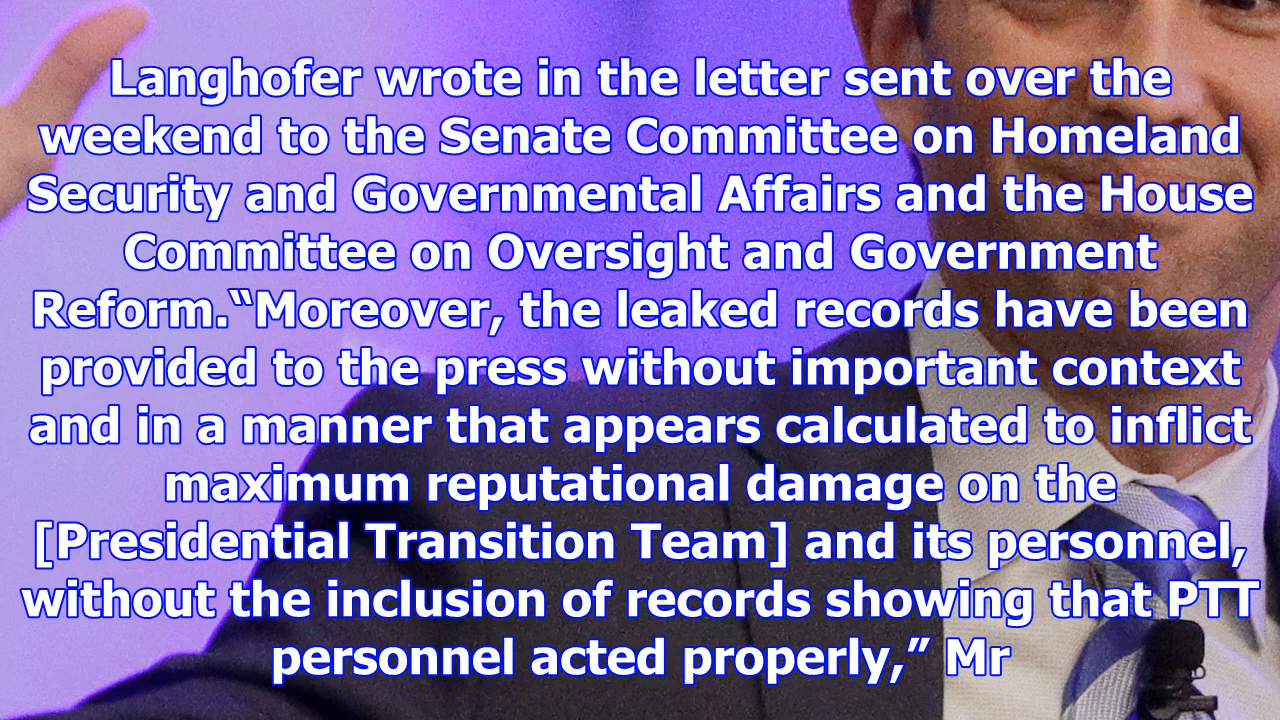 Langhofer wrote in the letter sent over the
weekend to the Senate Committee on Homeland
Security and Governmental Affairs and the House
Committee on Oversight and Government
Reform.“Moreover, the leaked records have been
provided to the press without important context
and in a manner that appears calculated to inflict
maximum reputational damage on the
[Presidential Transition Team] and its personnel,
without the inclusion of records showing that PTT
personnel acted properly,” Mr